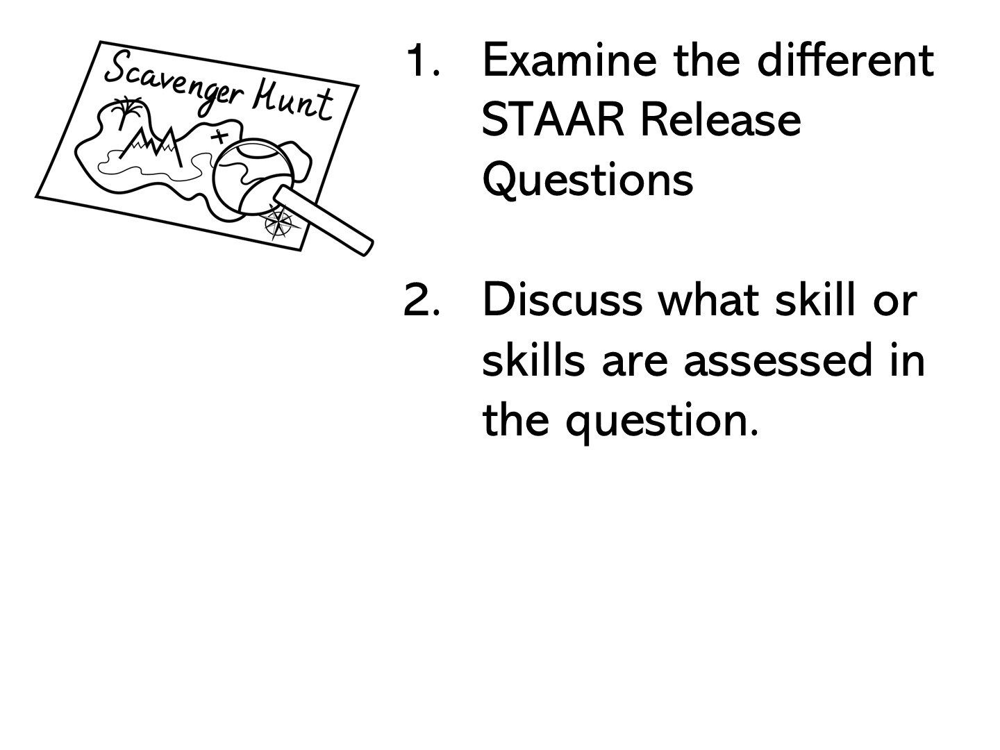 Scavenger Hunt
1. Examine the different
STAAR Release
Questions
2. Discuss what skill or
skills are assessed in
the question.